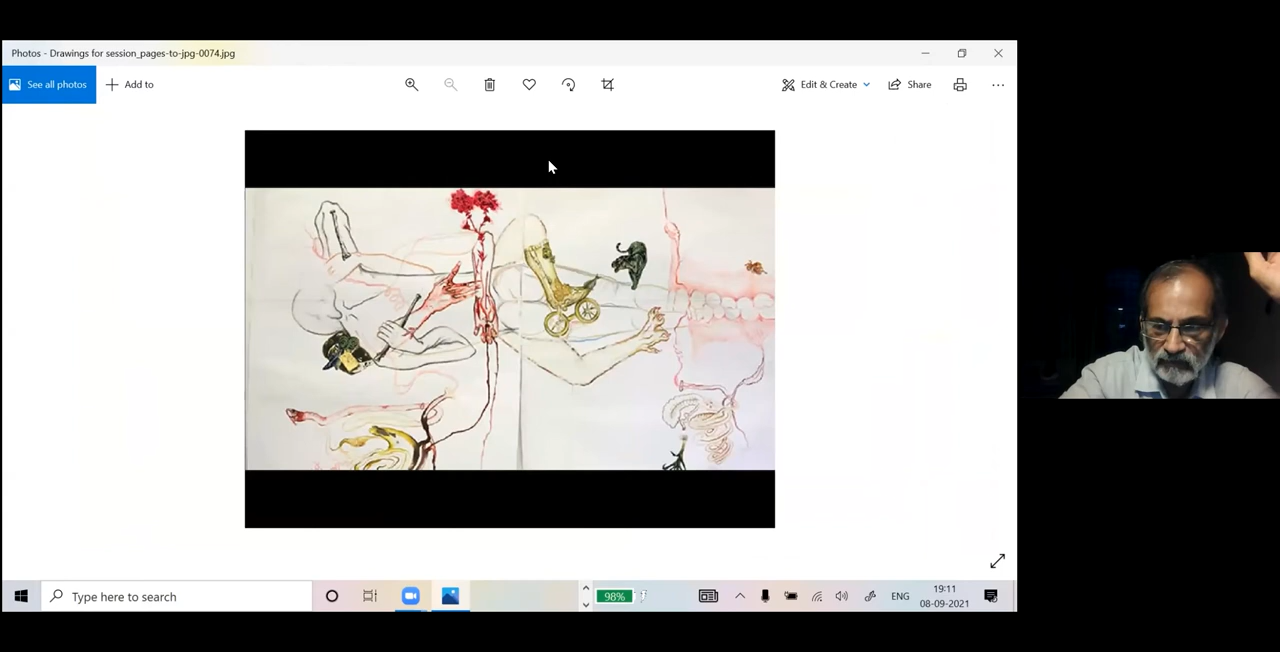 Photos - Drawings for session_pages-to-jpg-0074.jpg
See all photos
Add to
Edit & Create
Share
Type here to search
98%
ENG
19:11
08-09-2021